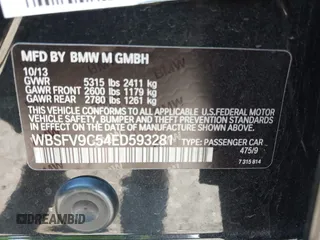 MFD BY BMW M GMBH
10/13
GVWR 5315 lbs 2411 kg
GAWR FRONT 2600 lbs 1179 kg
GAWR REAR 2780 lbs 1261 kg
THIS VEHICLE CONFORMS TO ALL APPLICABLE U.S. FEDERAL MOTOR
VEHICLE SAFETY, BUMPER, AND THEFT PREVENTION STANDARDS
IN EFFECT ON THE DATE OF MANUFACTURE SHOWN ABOVE.
WBSFV9C54ED593281
TYPE: PASSENGER CAR
475/9
7 315 814
© BIDCARS